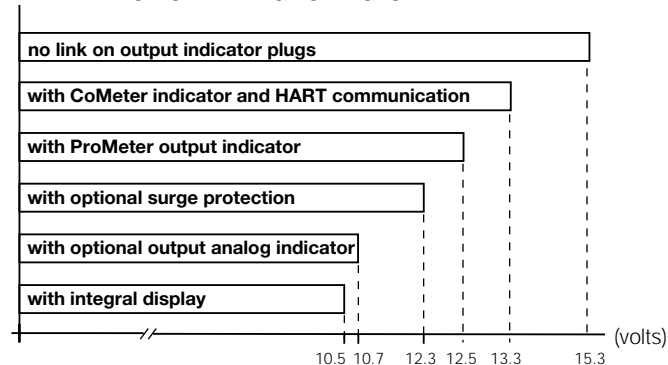 no link on output indicator plugs
with CoMeter indicator and HART communication
with ProMeter output indicator
with optional surge protection
with optional output analog indicator
with integral display
(volts)
10.5 10.7 12.3 12.5 13.3 15.3